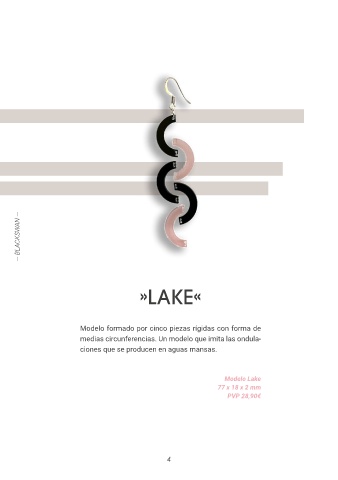 — BLACKSWAN —
»LAKE«
Modelo formado por cinco piezas rígidas con forma de
medias circunferencias. Un modelo que imita las ondula-
ciones que se producen en aguas mansas.
Modelo Lake
77 x 18 x 2 mm
PVP 28,90€
4